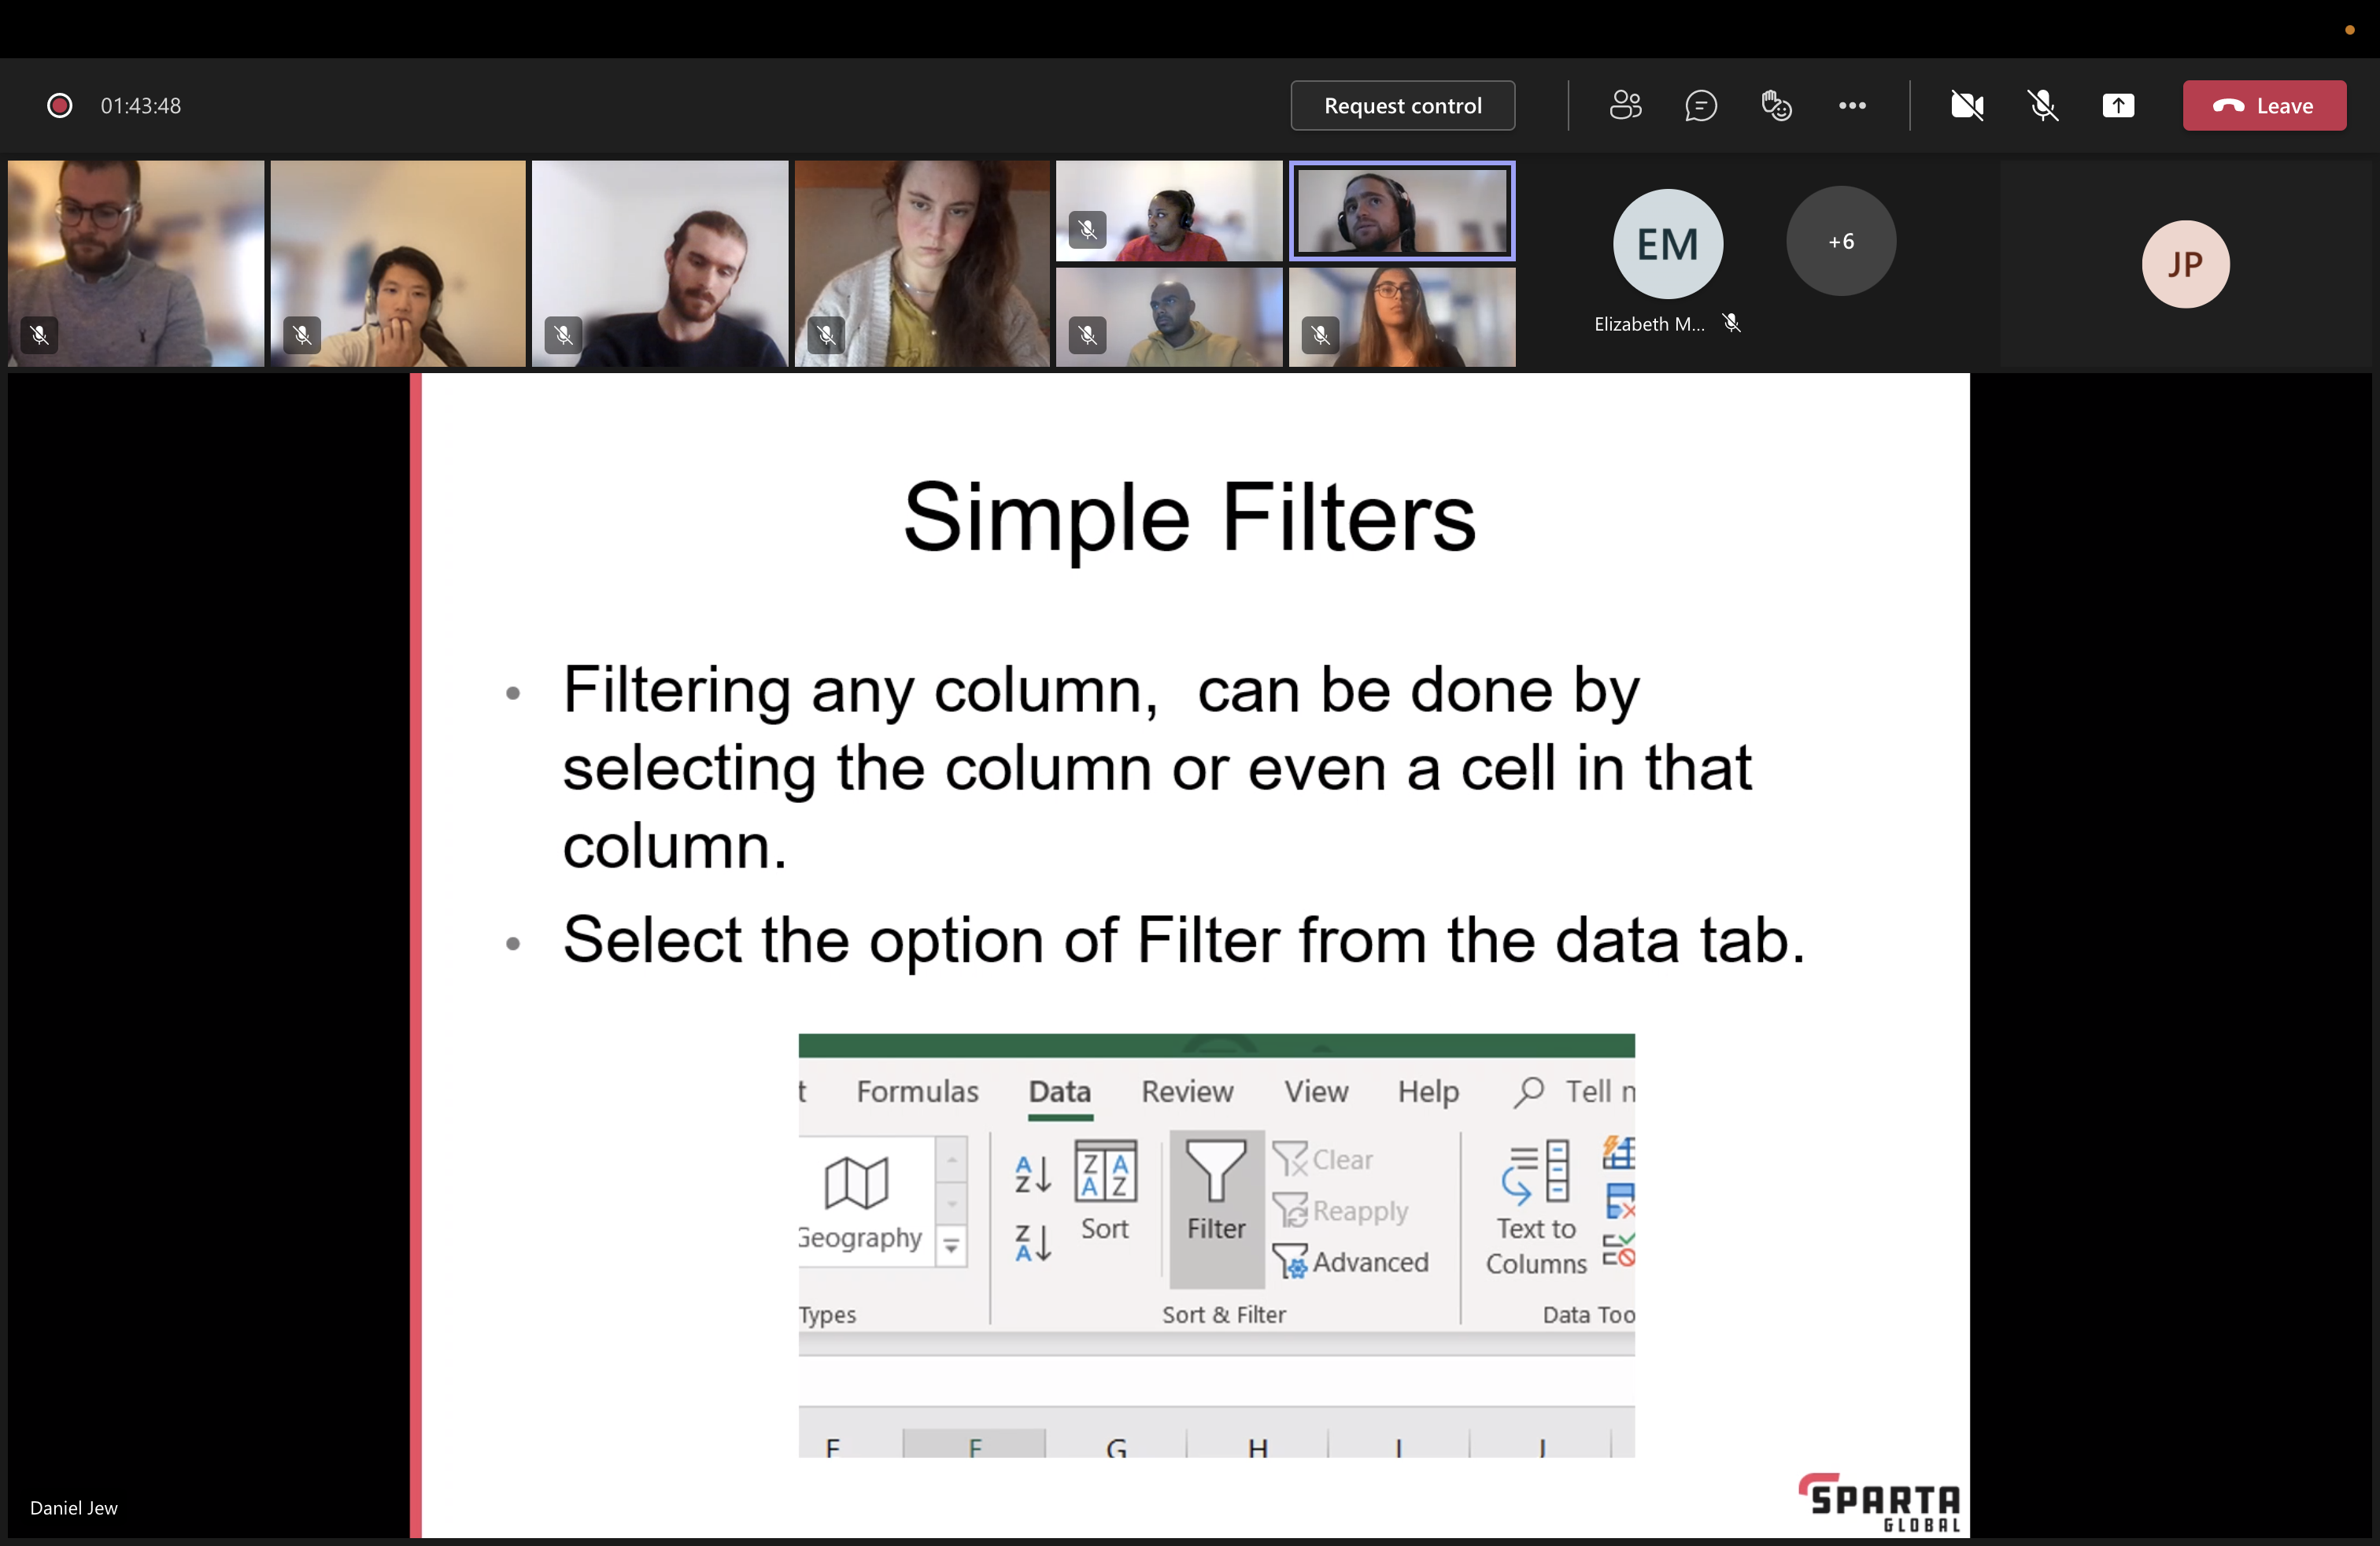 01:43:48
Request control
Leave
EM
+6
JP
Elizabeth M...
Simple Filters
Filtering any column,  can be done by
selecting the column or even a cell in that
column.
Select the option of Filter from the data tab.
t Formulas Data Review View Help Tell
Geography
A
Z
Z
A
Z A
A Z
Sort
Filter
Clear
Reapply
Advanced
Text to
Columns
Types
Sort & Filter
Data Too
F G H I J
Daniel Jew
SPARTA
GLOBAL